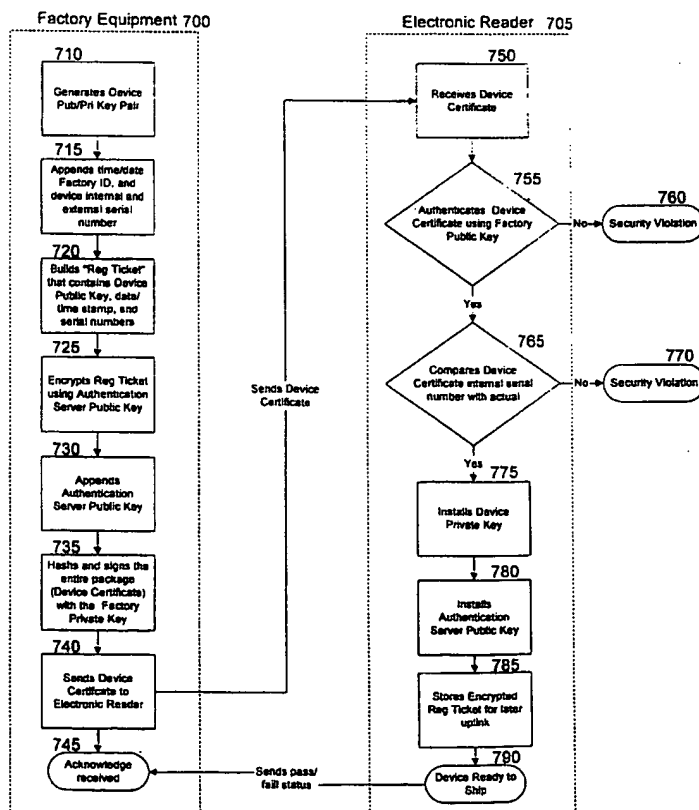 Factory Equipment 700
710
Generates Device
Pub/Pri Key Pair
715
Appends time/date
Factory ID, and
device internal and
external serial
number
720
Builds "Reg Ticket"
that contains Device
Public Key, data/
time stamp, and
serial numbers
725
Encrypts Reg Ticket
using Authentication
Server Public Key
730
Appends
Authentication
Server Public Key
735
Hashs and signs the
entire package
(Device Certificate)
with the Factory
Private Key
740
Sends Device
Certificate to
Electronic Reader
745
Acknowledge
received
Sends Device
Certificate
Sends pass/
faill status
Electronic Reader 705
750
Receives Device
Certificate
755
Authenticates Device
Certificate using Factory
Public Key
No
760
Security Violation
Yes
765
Compares Device
Certificate internal serial
number with actual
No
770
Security Violation
Yes
775
Installs Device
Private Key
780
Installs
Authentication
Server Public Key
785
Stores Encrypted
Reg Ticket for later
uplink
790
Device Ready to
Ship